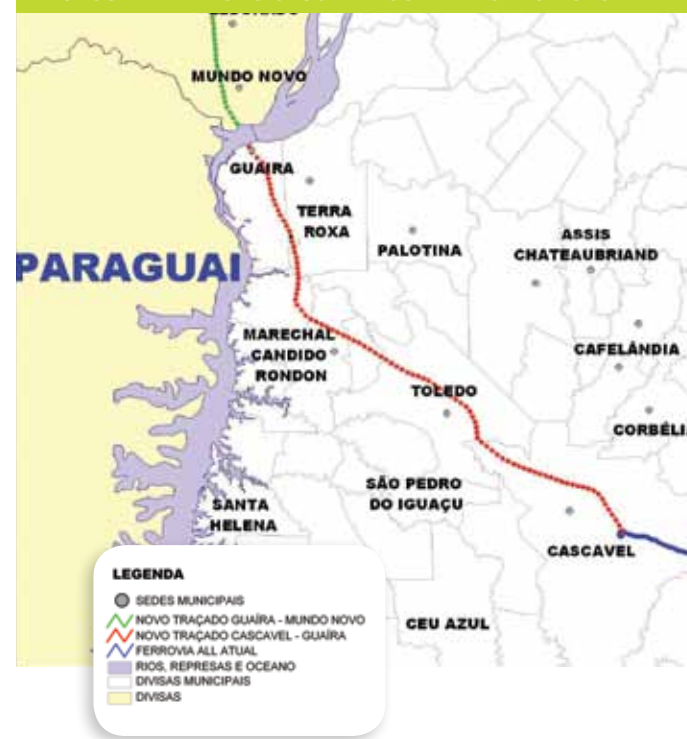 MUNDO NOVO
GUAIRA
TERRA
ROXA
PALOTINA
ASSIS
CHATEAUBRIAND
PARAGUAI
MARECHAL
CANDIDO
RONDON
CAFELÂNDIA
TOLEDO
CORBÉLI
SÃO PEDRO
DO IGUAÇU
SANTA
HELENA
CASCAVEL
CEU AZUL
LEGENDA
SEDES MUNICIPAIS
NOVO TRAÇADO GUAÍRA - MUNDO NOVO
NOVO TRAÇADO CASCAVEL - GUAÍRA
FERROVIA ALL ATUAL
RIOS, REPRESAS E OCEANO
DIVISAS MUNICIPAIS
DIVISAS